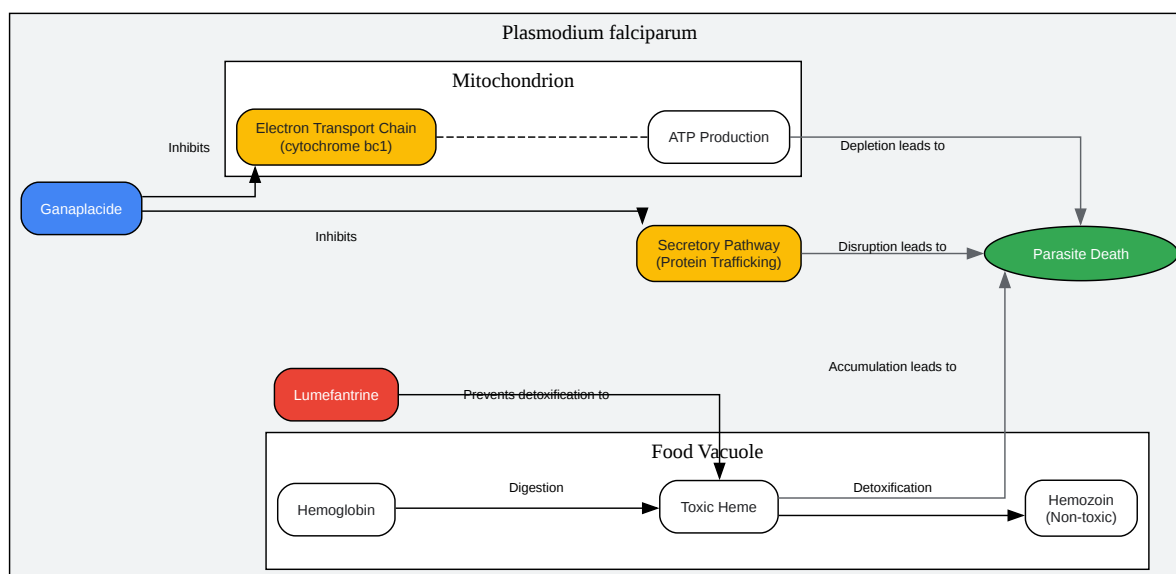 Plasmodium falciparum
Mitochondrion
Electron Transport Chain
(cytochrome bc1)
ATP Production
Inhibits
Depletion leads to
Ganaplacide
Inhibits
Secretory Pathway
(Protein Trafficking)
Disruption leads to
Parasite Death
Accumulation leads to
Lumefantrine
Prevents detoxification to
Food Vacuole
Hemoglobin
Digestion
Toxic Heme
Detoxification
Hemozoin
(Non-toxic)